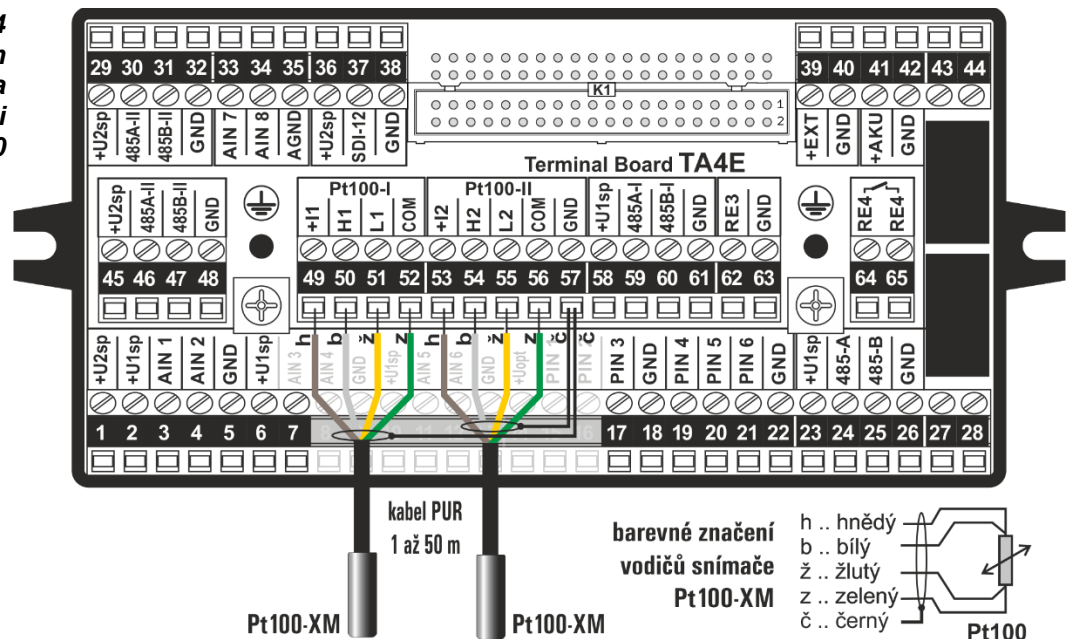 4
a
i
0
29 30 31 32 33 34 35 36 37 38
39 40 41 42 43 44
K1
1
2
+U2sp 485A-II 485B-II GND AIN 7 AIN 8 AGND +U2sp SDI-12 GND
+EXT GND +AKU GND
Terminal Board TA4E
Pt100-I Pt100-II
+U2sp 485A-II 485B-II GND
+I1 H1 L1 COM +I2 H2 L2 COM GND +U1sp 485A-I 485B-I GND RE3 GND
RE4 RE4
45 46 47 48
49 50 51 52 53 54 55 56 57 58 59 60 61 62 63
64 65
h b ž z h b ž z č č
+U2sp +U1sp AIN 1 AIN 2 GND +U1sp AIN 3 AIN 4 GND +U1sp AIN 5 AIN 6 GND +Uopt PIN 1 PIN 2 PIN 3 GND PIN 4 PIN 5 PIN 6 GND +U1sp 485-A 485-B GND
1 2 3 4 5 6 7 17 18 19 20 21 22 23 24 25 26 27 28
kabel PUR
1 až 50 m
Pt100-XM
Pt100-XM
barevné značení
vodičů snímače
Pt100-XM
h .. hnědý
b .. bílý
ž .. žlutý
z .. zelený
č .. černý
Pt100